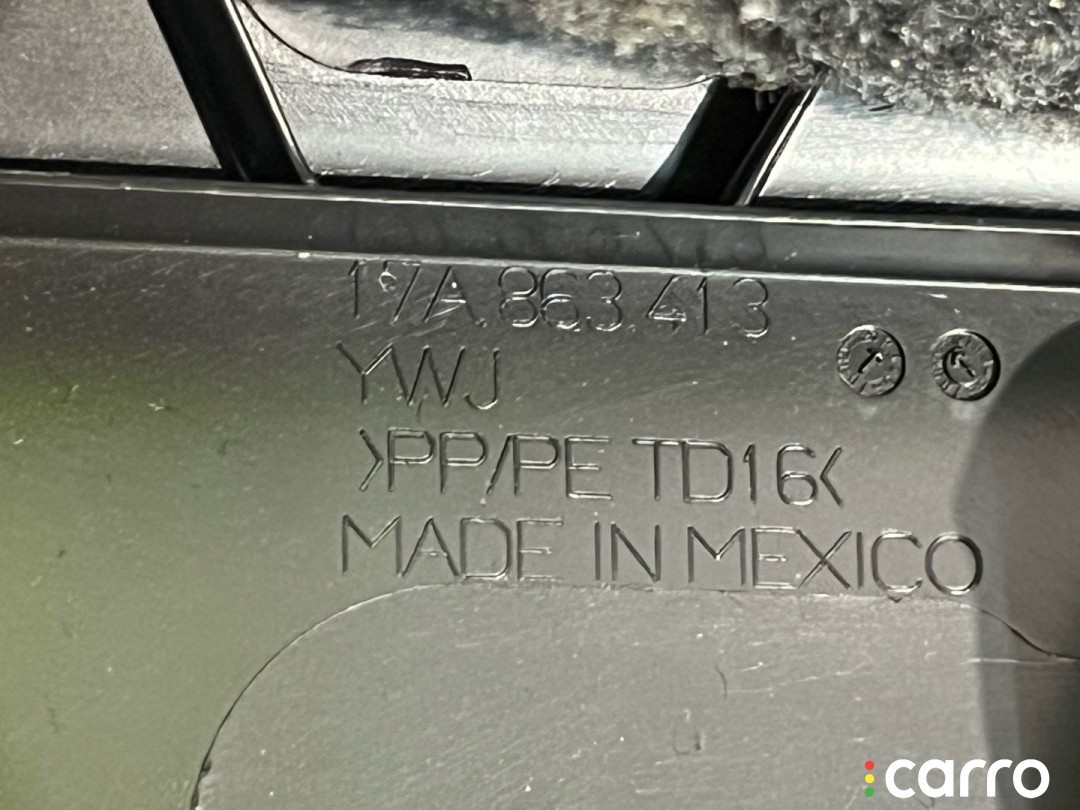 17A.863.413
YWJ
>PP/PE TD16<
MADE IN MEXICO
carro